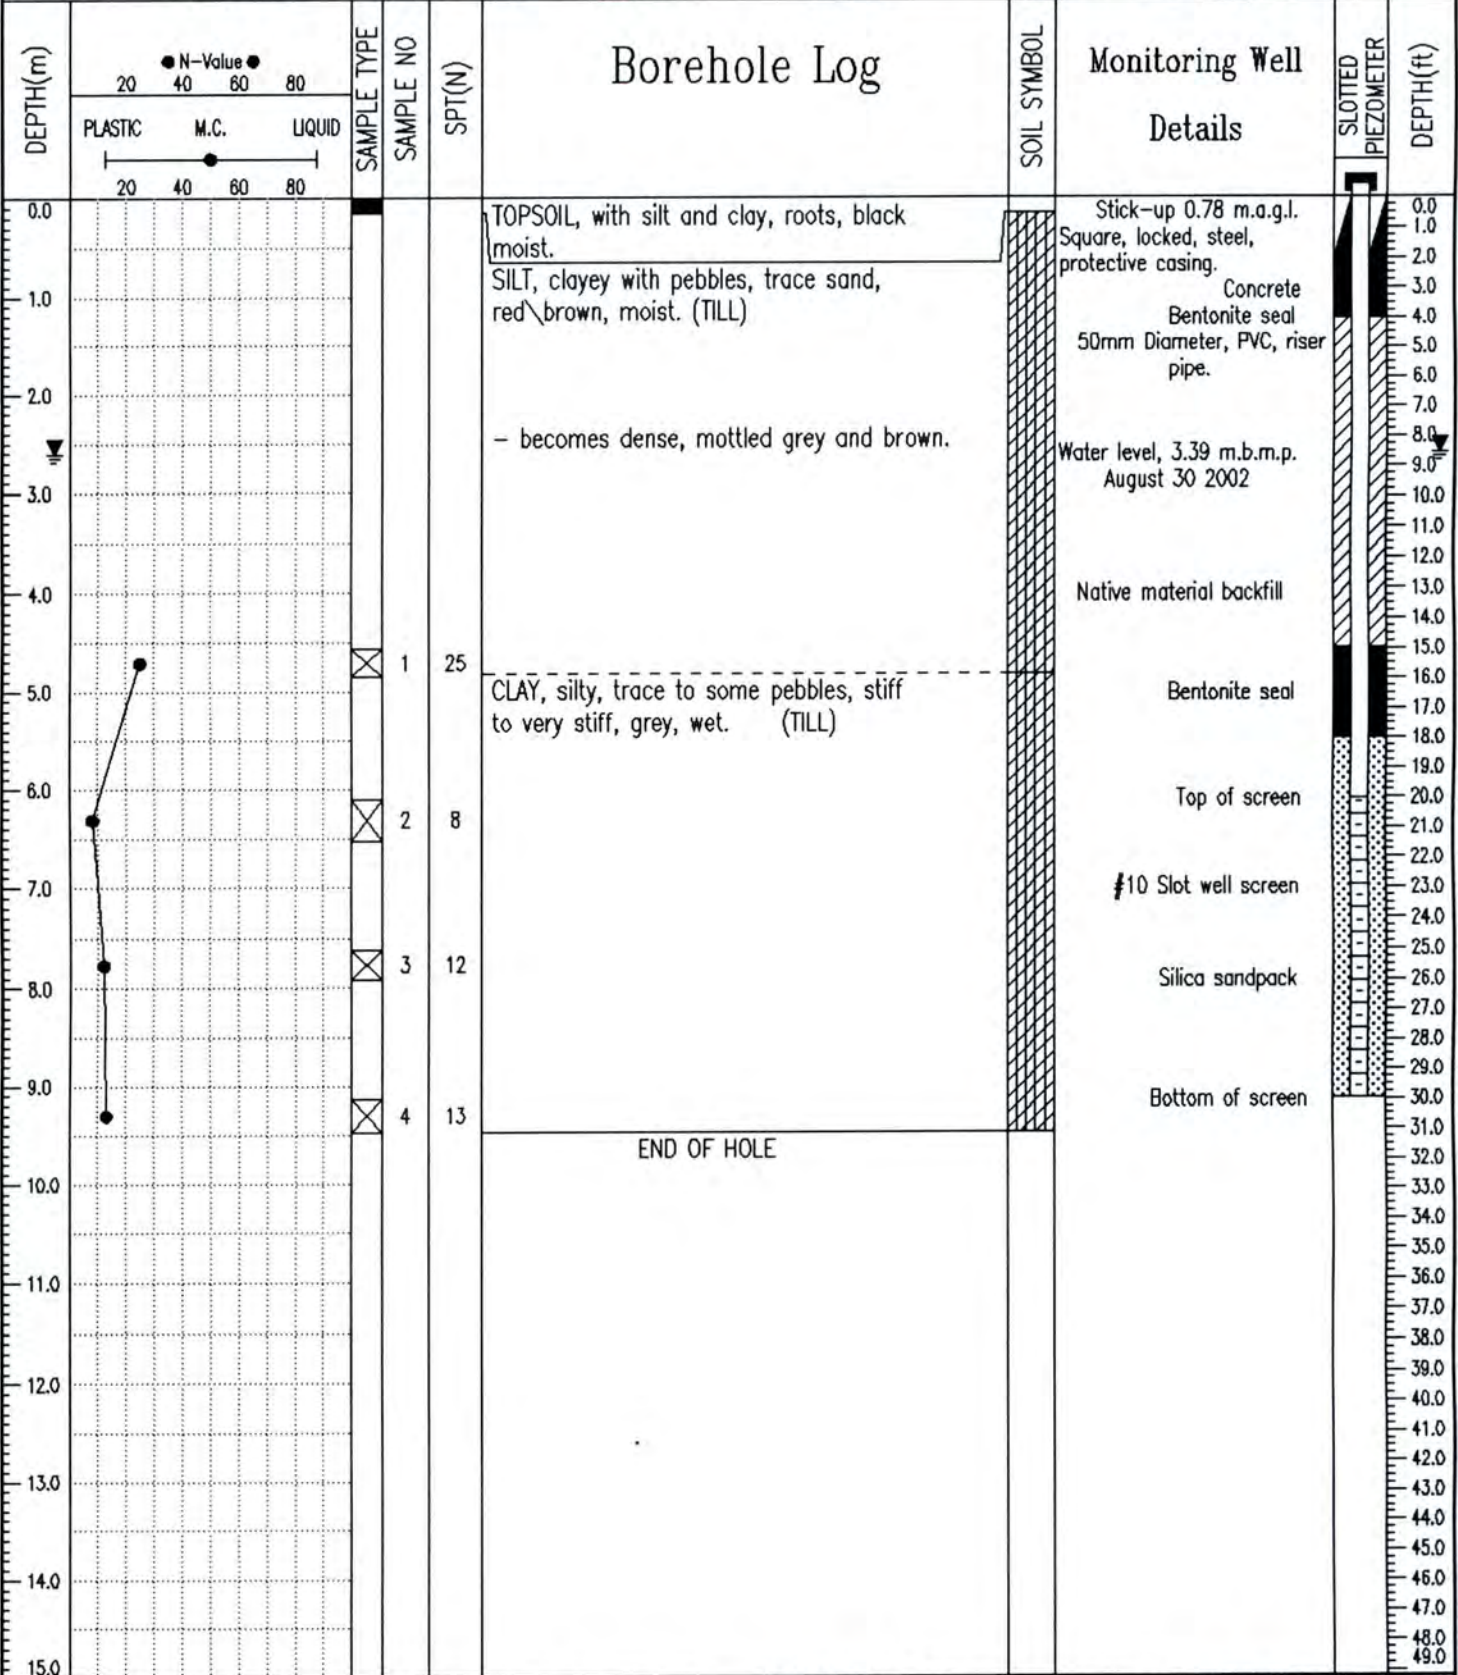 DEPTH(m)
● N-Value ●
20 40 60 80
PLASTIC M.C. LIQUID
20 40 60 80
SAMPLE TYPE
SAMPLE NO
SPT(N)
Borehole Log
SOIL SYMBOL
Monitoring Well
Details
SLOTTED
PIEZOMETER
DEPTH(ft)
0.0
1.0
2.0
3.0
4.0
5.0
6.0
7.0
8.0
9.0
10.0
11.0
12.0
13.0
14.0
15.0
1 25
2 8
3 12
4 13
TOPSOIL, with silt and clay, roots, black
moist.
SILT, clayey with pebbles, trace sand,
red\brown, moist. (TILL)
- becomes dense, mottled grey and brown.
CLAY, silty, trace to some pebbles, stiff
to very stiff, grey, wet. (TILL)
END OF HOLE
Stick-up 0.78 m.a.g.l.
Square, locked, steel,
protective casing.
Concrete
Bentonite seal
50mm Diameter, PVC, riser
pipe.
Water level, 3.39 m.b.m.p.
August 30 2002
Native material backfill
Bentonite seal
Top of screen
#10 Slot well screen
Silica sandpack
Bottom of screen
0.0
1.0
2.0
3.0
4.0
5.0
6.0
7.0
8.0
9.0
10.0
11.0
12.0
13.0
14.0
15.0
16.0
17.0
18.0
19.0
20.0
21.0
22.0
23.0
24.0
25.0
26.0
27.0
28.0
29.0
30.0
31.0
32.0
33.0
34.0
35.0
36.0
37.0
38.0
39.0
40.0
41.0
42.0
43.0
44.0
45.0
46.0
47.0
48.0
49.0